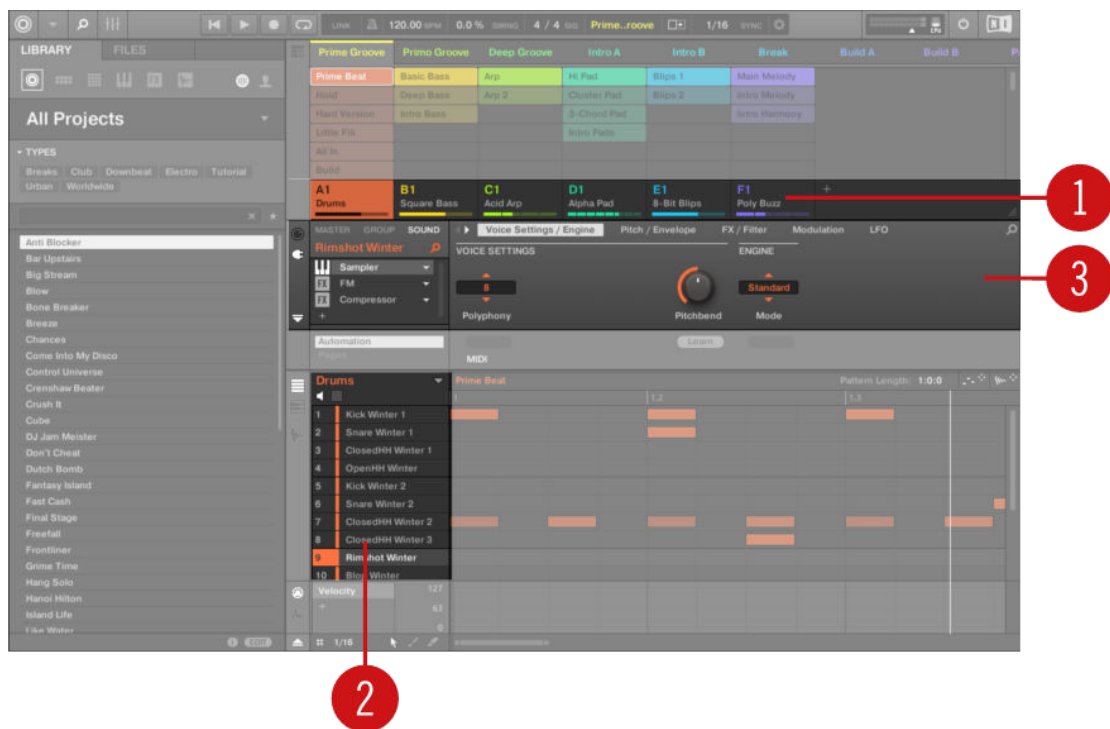 LINK 120.00 BPM 0.0 % SWING 4 / 4 SIG Prime..roove 1/16 SYNC CPU
LIBRARY FILES
All Projects
TYPES
Breaks Club Downbeat Electro Tutorial
Urban Worldwide
Anti Blocker
Bar Upstairs
Big Stream
Blow
Bone Breaker
Breeze
Chances
Come Into My Disco
Control Universe
Crenshaw Beater
Crush It
Cube
DJ Jam Meister
Don't Cheat
Dutch Bomb
Fantasy Island
Fast Cash
Final Stage
Freefall
Frontliner
Grime Time
Hang Solo
Hanoi Hilton
Island Life
Like Water
EDIT
Prime Groove Primo Groove Deep Groove Intro A Intro B Break Build A Build B
Prime Beat Basic Bass Arp Hi Pad Blips 1 Main Melody
Hold Deep Bass Arp 2 Cluster Pad Blips 2 Intro Melody
Hard Version Intro Bass 3-Chord Pad Intro Harmony
Little Fill Intro Pads
All In
Build
A1 B1 C1 D1 E1 F1 +
Drums Square Bass Acid Arp Alpha Pad 8-Bit Blips Poly Buzz
1
MASTER GROUP SOUND Voice Settings / Engine Pitch / Envelope FX / Filter Modulation LFO
Rimshot Winter VOICE SETTINGS ENGINE
Sampler
FX FM 8 Standard
FX Compressor
+ Polyphony Pitchbend Mode
3
Automation Learn
Pages MIDI
Drums Prime Beat Pattern Length: 1:0:0
1 1.2 1.3
1 Kick Winter 1
2 Snare Winter 1
3 ClosedHH Winter 1
4 OpenHH Winter
5 Kick Winter 2
6 Snare Winter 2
7 ClosedHH Winter 2
8 ClosedHH Winter 3
9 Rimshot Winter
10 Blop Winter
Velocity 127
+ 63
0
1/16
2